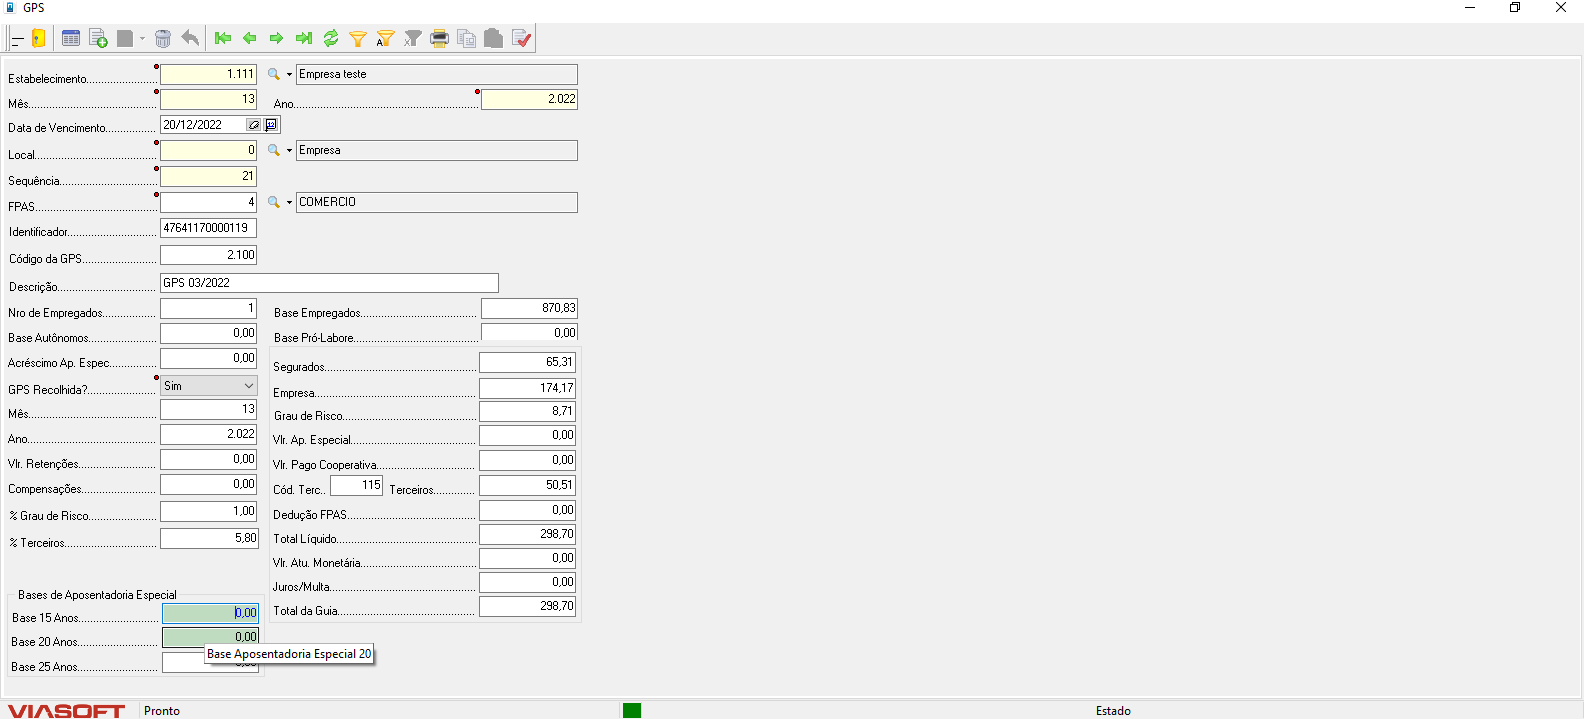 GPS
Estabelecimento 1.111 Empresa teste
Mês 13 Ano 2.022
Data de Vencimento 20/12/2022
Local 0 Empresa
Sequência 21
FPAS 4 COMERCIO
Identificador 47641170000119
Código da GPS 2.100
Descrição GPS 03/2022
Nro de Empregados 1 Base Empregados 870,83
Base Autônomos 0,00 Base Pró-Labore 0,00
Acréscimo Ap. Espec. 0,00 Segurados 65,31
GPS Recolhida? Sim Empresa 174,17
Mês 13 Grau de Risco 8,71
Ano 2.022 Vlr. Ap. Especial 0,00
Vlr. Retenções 0,00 Vlr. Pago Cooperativa 0,00
Compensações 0,00 Cód. Terc.. 115 Terceiros 50,51
% Grau de Risco 1,00 Dedução FPAS 0,00
% Terceiros 5,80 Total Líquido 298,70
Vlr. Atu. Monetária 0,00
Juros/Multa 0,00
Bases de Aposentadoria Especial
Base 15 Anos 0,00 Total da Guia 298,70
Base 20 Anos 0,00
Base Aposentadoria Especial 20
Base 25 Anos
VIASOFT Pronto Estado